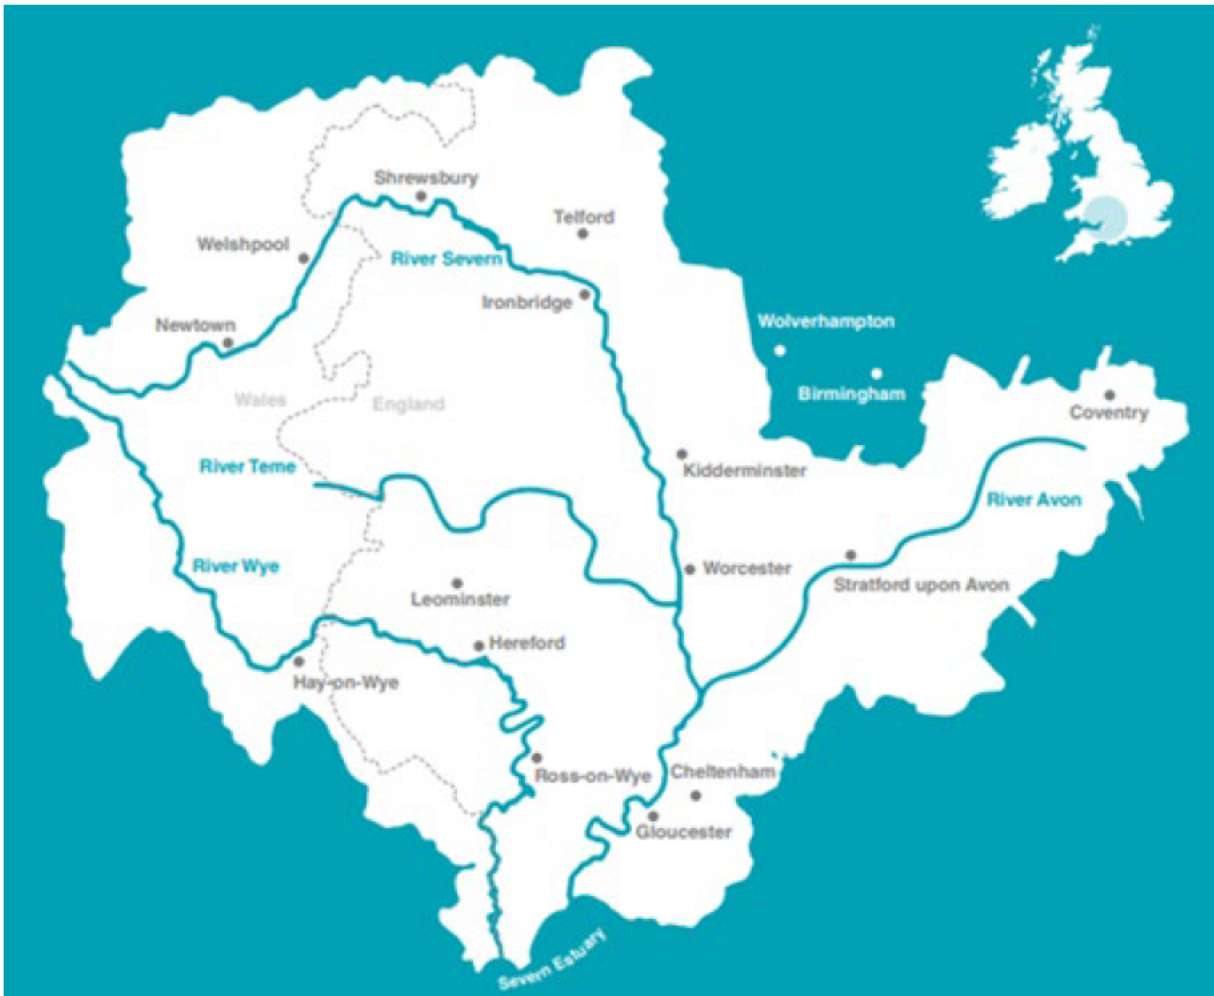 Shrewsbury
Telford
Welshpool
River Severn
Ironbridge
Newtown
Wolverhampton
Birmingham
Wales
England
Coventry
River Teme
Kidderminster
River Avon
River Wye
Worcester
Stratford upon Avon
Leominster
Hereford
Hay-on-Wye
Ross-on-Wye
Cheltenham
Gloucester
Severn Estuary